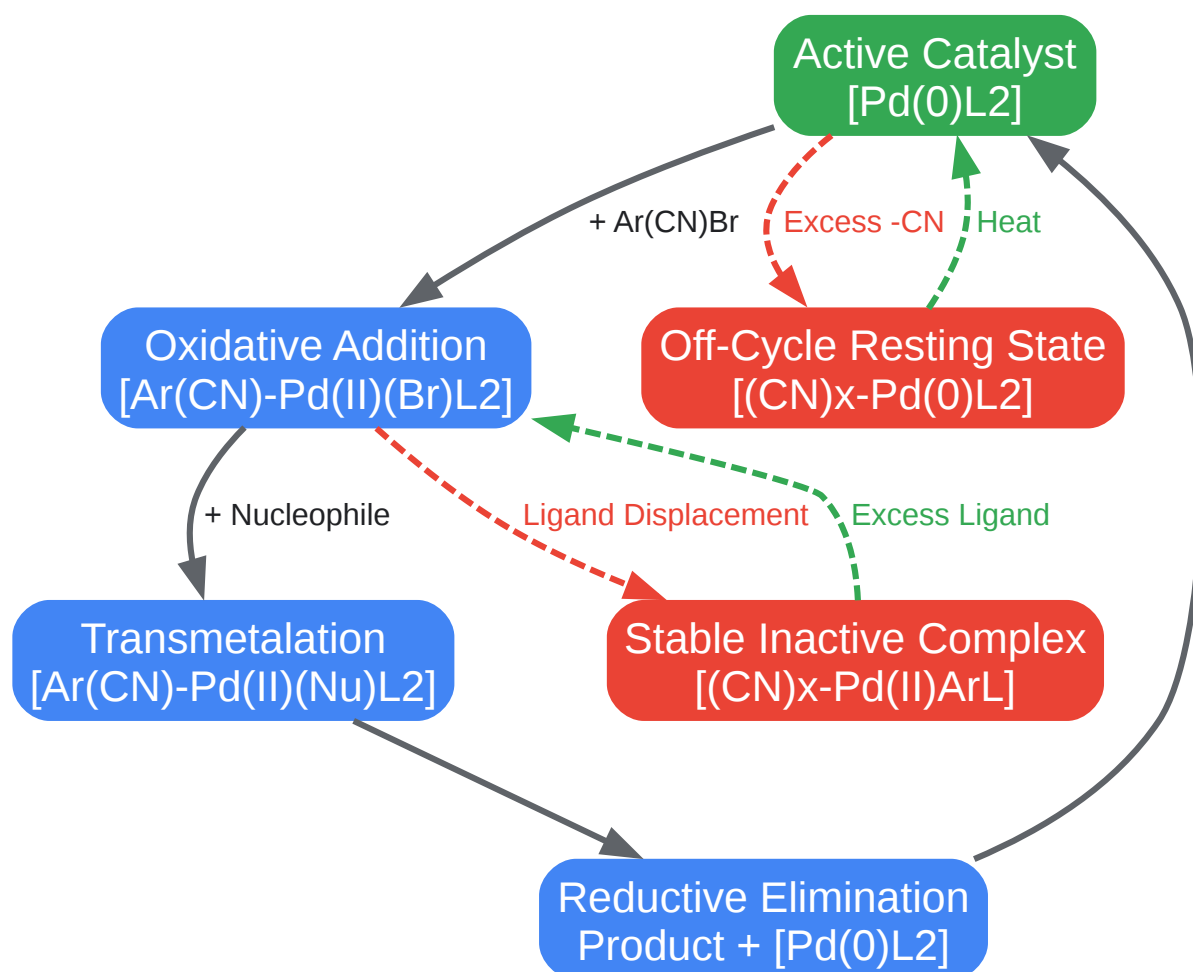 Active Catalyst
[Pd(0)L2]
+ Ar(CN)Br
Excess -CN
Heat
Oxidative Addition
[Ar(CN)-Pd(II)(Br)L2]
Off-Cycle Resting State
[(CN)x-Pd(0)L2]
+ Nucleophile
Ligand Displacement
Excess Ligand
Transmetalation
[Ar(CN)-Pd(II)(Nu)L2]
Stable Inactive Complex
[(CN)x-Pd(II)ArL]
Reductive Elimination
Product + [Pd(0)L2]